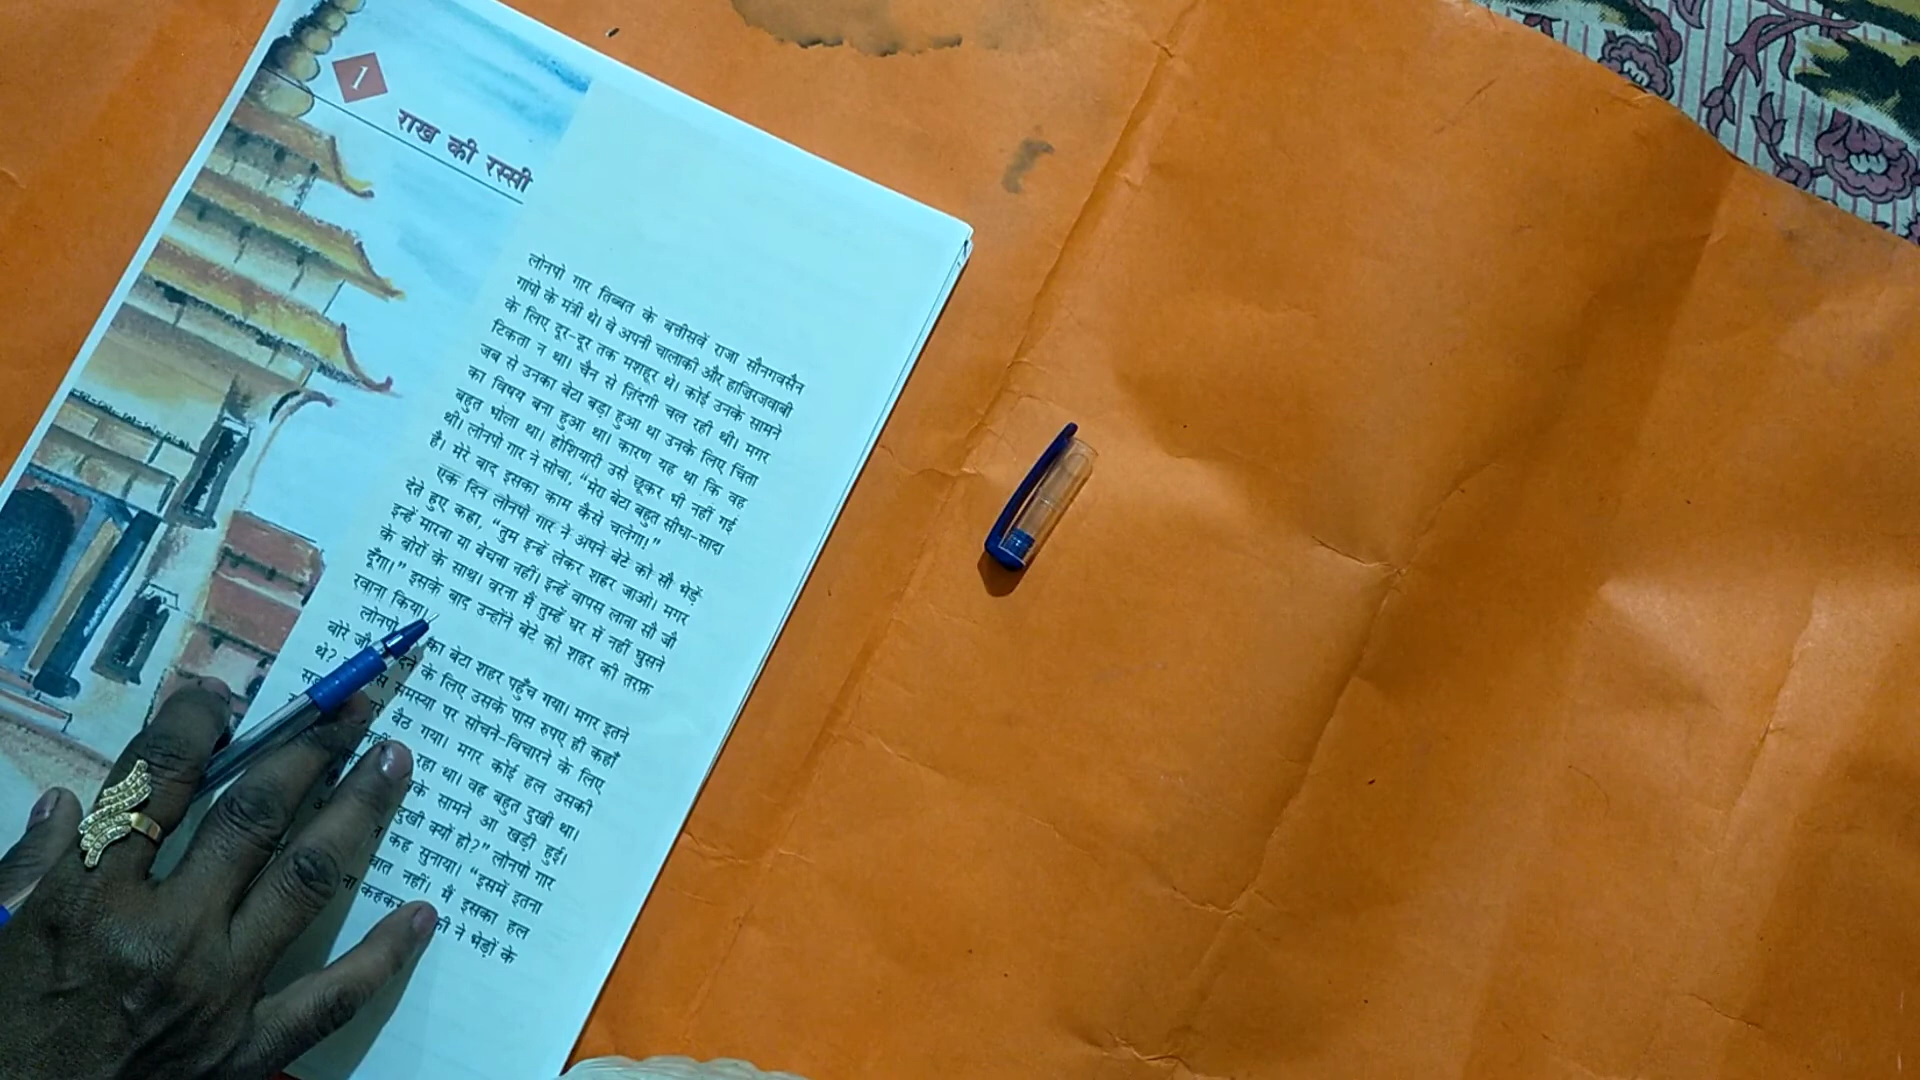 1
राख की रस्सी
लोनपो गार तिब्बत के बत्तीसवें राजा सौनगवसैन
गांपो के मंत्री थे। वे अपनी चालाकी और हाज़िरजवाबी
के लिए दूर-दूर तक मशहूर थे। कोई उनके सामने
टिकता न था। चैन से ज़िंदगी चल रही थी। मगर
जब से उनका बेटा बड़ा हुआ था उनके लिए चिंता
का विषय बना हुआ था। कारण यह था कि वह
बहुत भोला था। होशियारी उसे छूकर भी नहीं गई
थी। लोनपो गार ने सोचा, “मेरा बेटा बहुत सीधा-सादा
है। मेरे बाद इसका काम कैसे चलेगा!”
एक दिन लोनपो गार ने अपने बेटे को सौ भेड़ें
देते हुए कहा, “तुम इन्हें लेकर शहर जाओ। मगर
इन्हें मारना या बेचना नहीं। इन्हें वापस लाना सौ जौ
के बोरों के साथ। वरना मैं तुम्हें घर में नहीं घुसने
दूँगा।” इसके बाद उन्होंने बेटे को शहर की तरफ़
रवाना किया।
लोनपो का बेटा शहर पहुँच गया। मगर इतने
बोरे जौ के लिए उसके पास रुपए ही कहाँ
थे? समस्या पर सोचने-विचारने के लिए
बैठ गया। मगर कोई हल उसकी
रहा था। वह बहुत दुखी था।
सामने आ खड़ी हुई।
दुखी क्यों हो?” लोनपो गार
कह सुनाया। “इसमें इतना
बात नहीं। मैं इसका हल
कहकर ने भेड़ों के